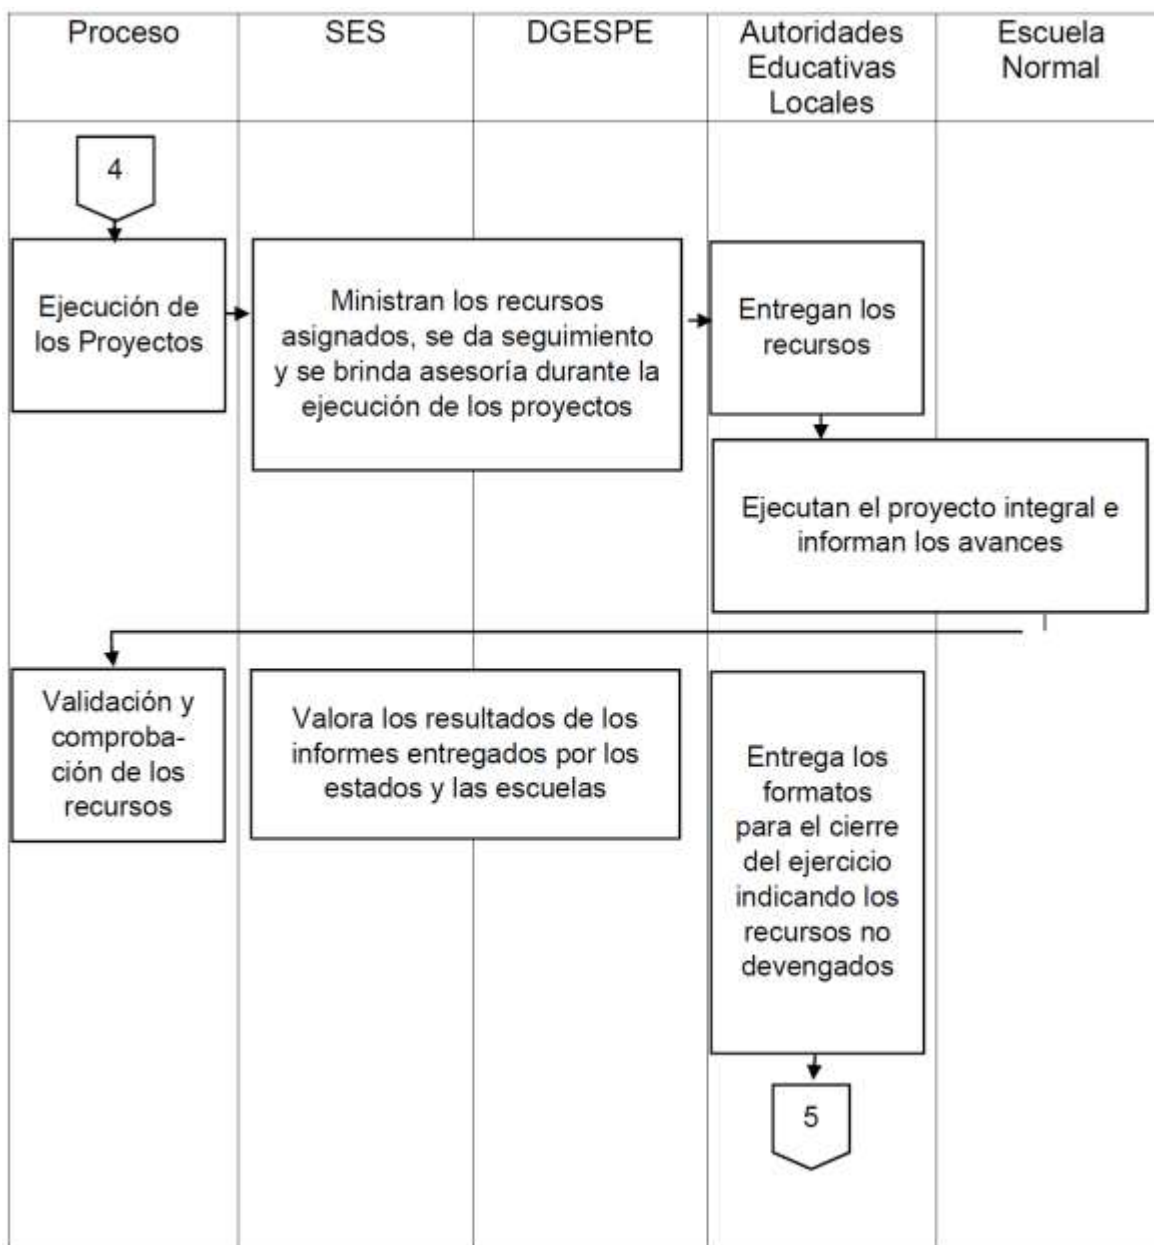 Proceso
SES
DGESPE
Autoridades
Educativas
Locales
Escuela
Normal
4
Ejecución de
los Proyectos
Ministran los recursos
asignados, se da seguimiento
y se brinda asesoría durante la
ejecución de los proyectos
Entregan los
recursos
Ejecutan el proyecto integral e
informan los avances
Validación y
comproba-
ción de los
recursos
Valora los resultados de los
informes entregados por los
estados y las escuelas
Entrega los
formatos
para el cierre
del ejercicio
indicando los
recursos no
devengados
5